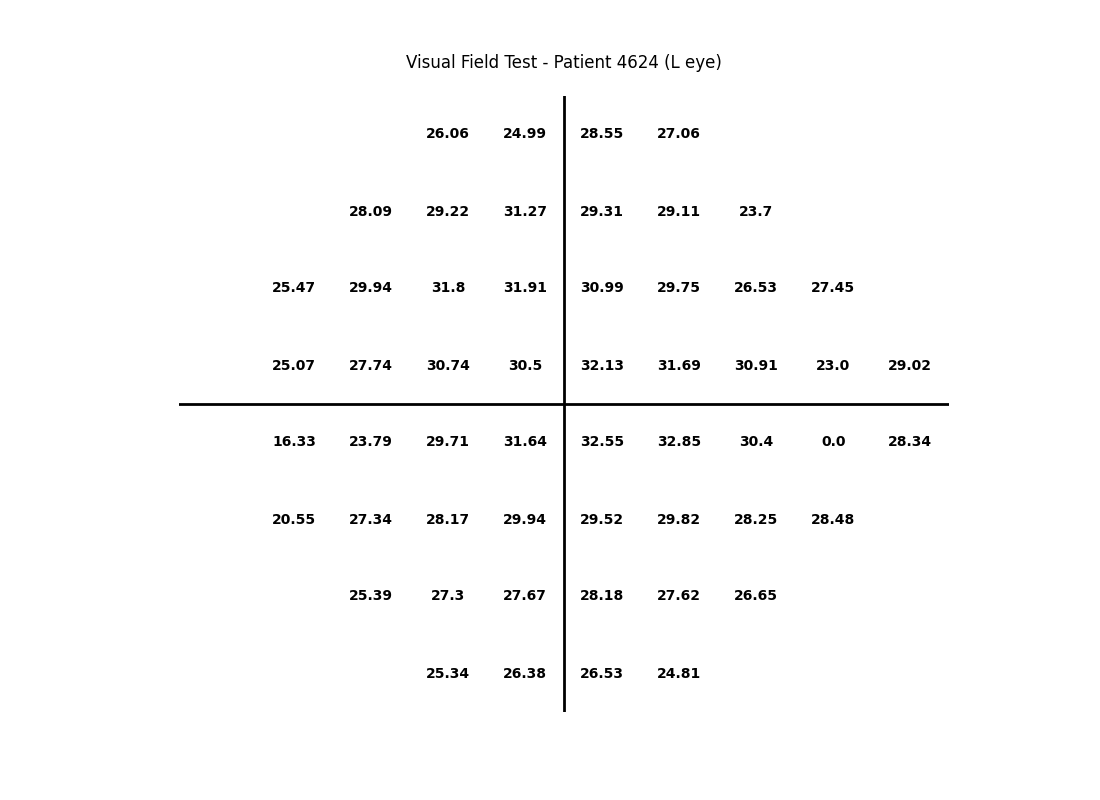 Visual Field Test - Patient 4624 (L eye)
26.06 24.99 28.55 27.06
28.09 29.22 31.27 29.31 29.11 23.7
25.47 29.94 31.8 31.91 30.99 29.75 26.53 27.45
25.07 27.74 30.74 30.5 32.13 31.69 30.91 23.0 29.02
16.33 23.79 29.71 31.64 32.55 32.85 30.4 0.0 28.34
20.55 27.34 28.17 29.94 29.52 29.82 28.25 28.48
25.39 27.3 27.67 28.18 27.62 26.65
25.34 26.38 26.53 24.81